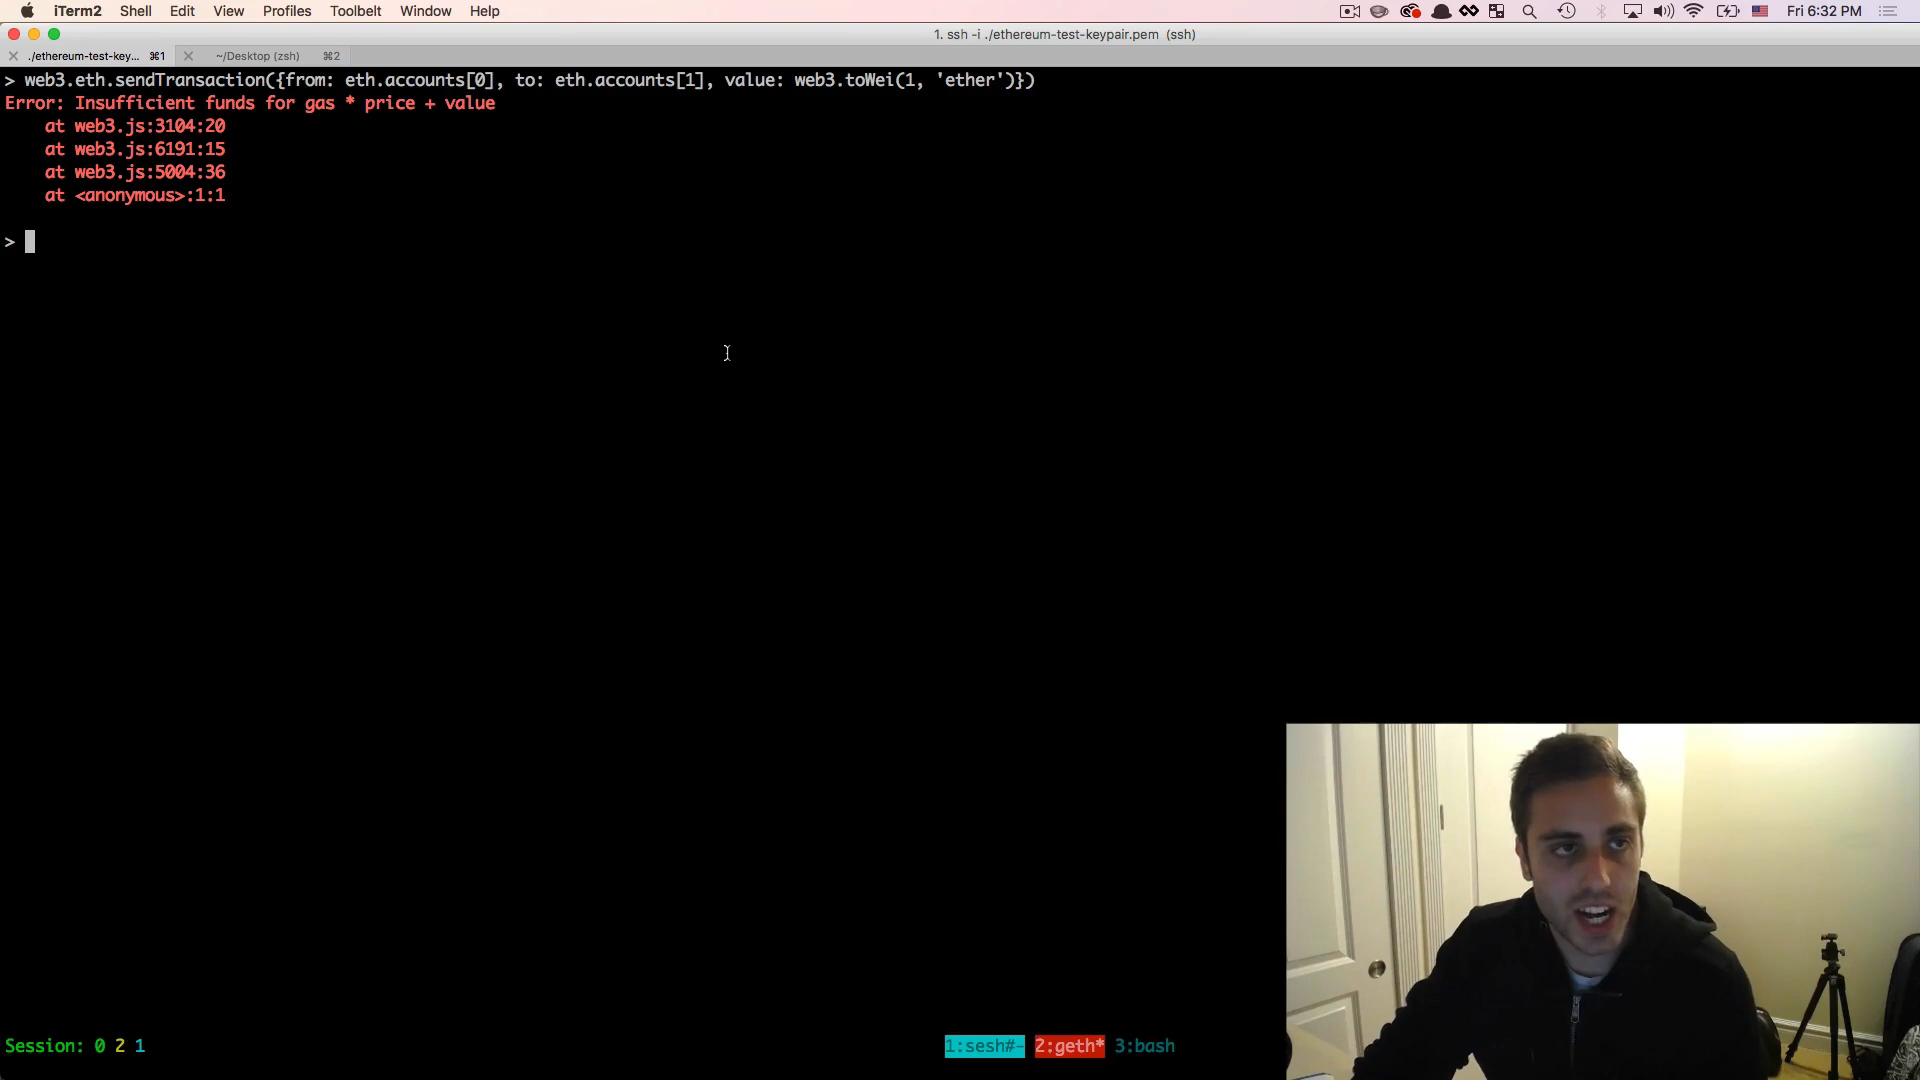 iTerm2 Shell Edit View Profiles Toolbelt Window Help Fri 6:32 PM
1. ssh -i ./ethereum-test-keypair.pem (ssh)
./ethereum-test-key... ⌘1 ~/Desktop (zsh) ⌘2
> web3.eth.sendTransaction({from: eth.accounts[0], to: eth.accounts[1], value: web3.toWei(1, 'ether')})
Error: Insufficient funds for gas * price + value
at web3.js:3104:20
at web3.js:6191:15
at web3.js:5004:36
at <anonymous>:1:1
>
Session: 0 2 1 1:sesh#- 2:geth* 3:bash